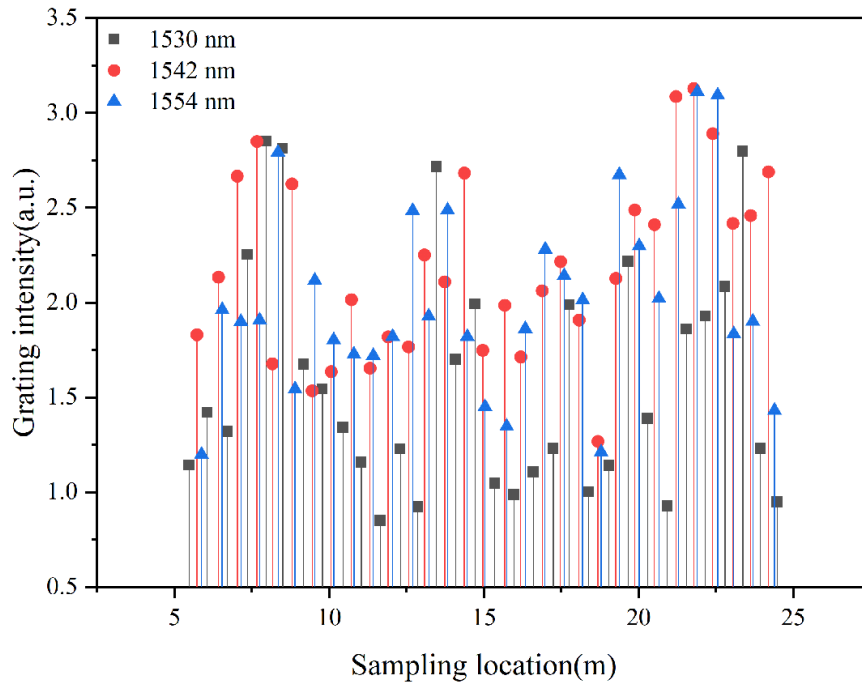 3.5
1530 nm
1542 nm
1554 nm
3.0
2.5
2.0
1.5
1.0
0.5
Grating intensity(a.u.)
5 10 15 20 25
Sampling location(m)